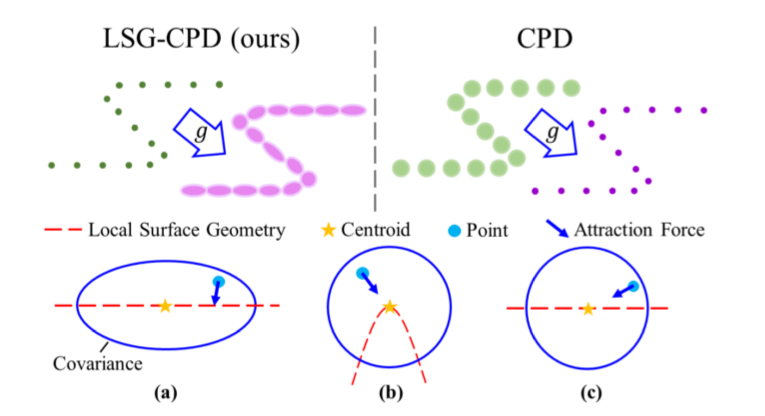 LSG-CPD (ours)
CPD
g
g
Local Surface Geometry
Centroid
Point
Attraction Force
Covariance
(a)
(b)
(c)